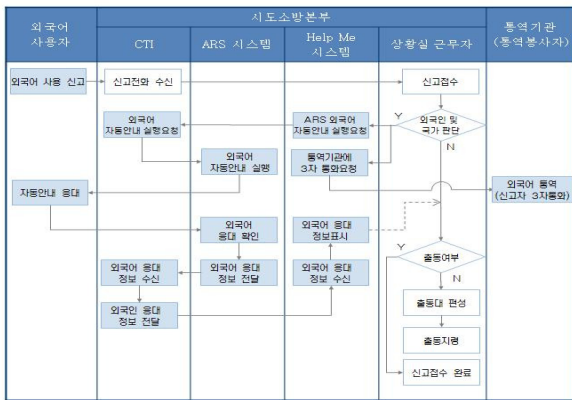 외국어
사용자
시도소방본부
통역기관
(통역봉사자)
CTI
ARS 시스템
Help Me
시스템
상황실 근무자
외국어 사용 신고
신고전화 수신
신고접수
외국인 및
국가 판단
Y
N
ARS 외국어
자동안내 실행요청
외국어
자동안내 실행요청
외국어
자동안내 실행
통역기관에
3자 통화요청
자동안내 응대
외국어 통역
(신고자 3자통화)
외국어
응대 확인
외국어 응대
정보표시
외국어 응대
정보 수신
외국어 응대
정보 전달
외국어 응대
정보 수신
외국인 응대
정보 전달
출동여부
Y
N
출동대 편성
출동지령
신고접수 완료